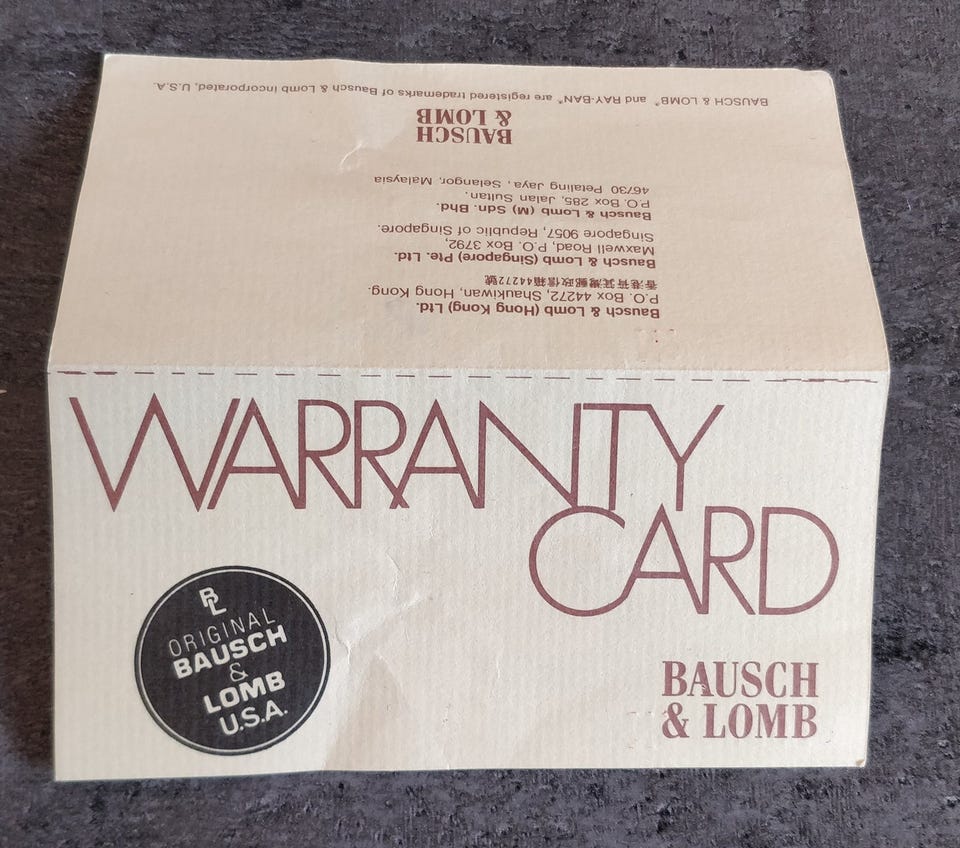 BAUSCH & LOMB® and RAY-BAN® are registered trademarks of Bausch & Lomb Incorporated, U.S.A.
BAUSCH
& LOMB
Bausch & Lomb (Hong Kong) Ltd.
P.O. Box 44272, Shaukiwan, Hong Kong.
香港筲箕灣郵政信箱44272號
Bausch & Lomb (Singapore) Pte. Ltd.
Maxwell Road, P.O. Box 3792,
Singapore 9057, Republic of Singapore.
Bausch & Lomb (M) Sdn. Bhd.
P.O. Box 285, Jalan Sultan.
46730 Petaling Jaya, Selangor, Malaysia
WARRANTY
CARD
BL
ORIGINAL
BAUSCH
&
LOMB
U.S.A.
BAUSCH
& LOMB